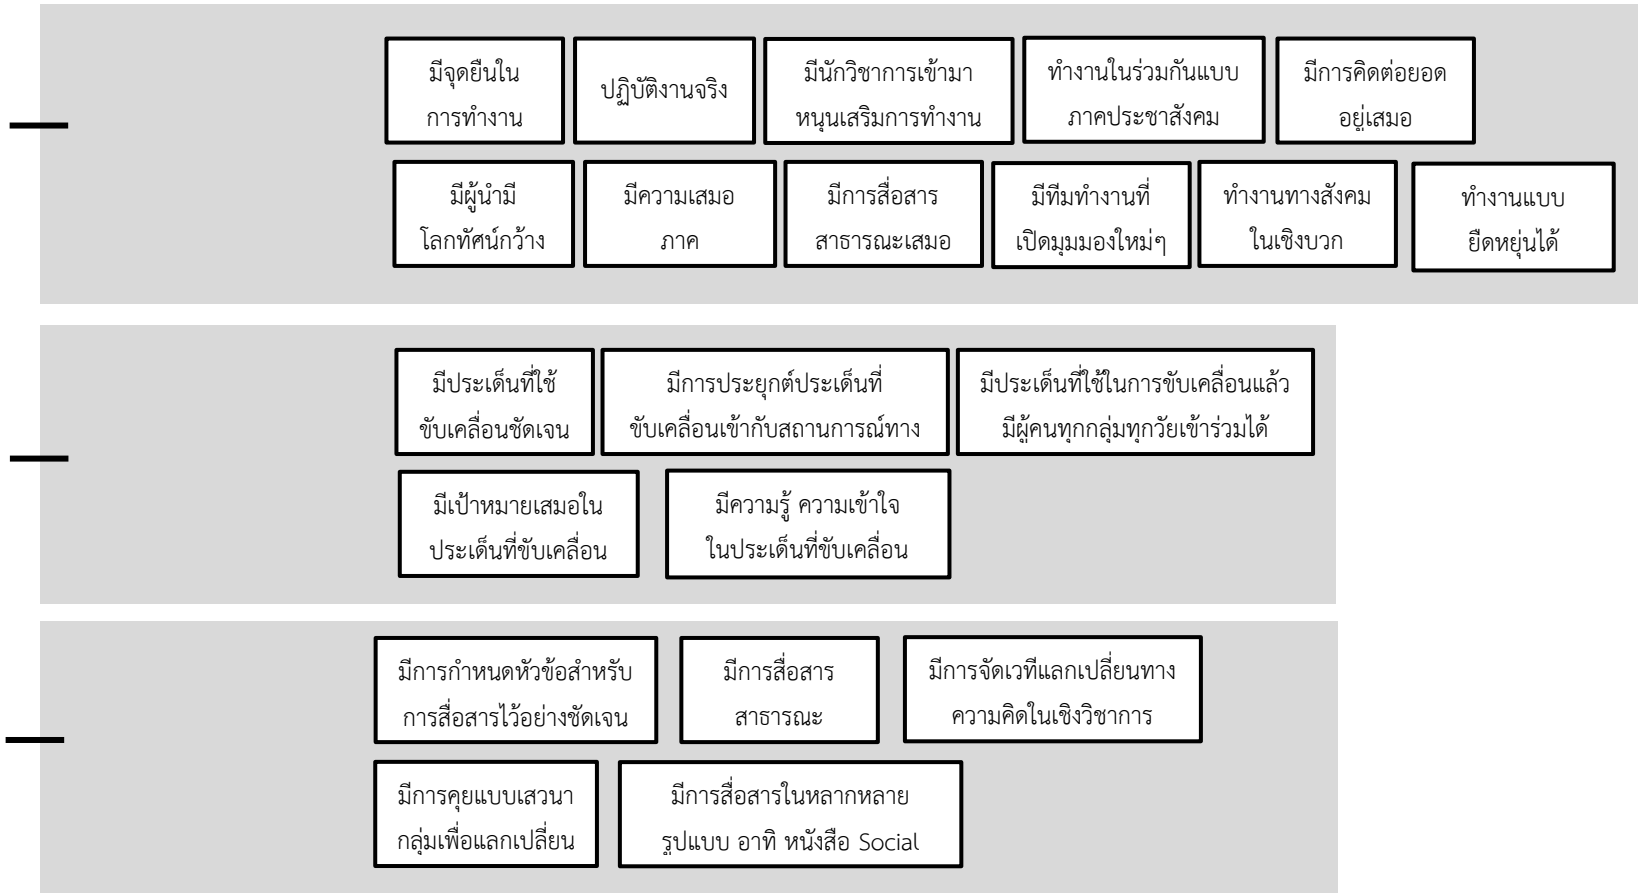 มีจุดยืนใน
การทำงาน
ปฏิบัติงานจริง
มีนักวิชาการเข้ามา
หนุนเสริมการทำงาน
ทำงานในร่วมกันแบบ
ภาคประชาสังคม
มีการคิดต่อยอด
อยู่เสมอ
มีผู้นำมี
โลกทัศน์กว้าง
มีความเสมอ
ภาค
มีการสื่อสาร
สาธารณะเสมอ
มีทีมทำงานที่
เปิดมุมมองใหม่ๆ
ทำงานทางสังคม
ในเชิงบวก
ทำงานแบบ
ยืดหยุ่นได้
มีประเด็นที่ใช้
ขับเคลื่อนชัดเจน
มีการประยุกต์ประเด็นที่
ขับเคลื่อนเข้ากับสถานการณ์ทาง
มีประเด็นที่ใช้ในการขับเคลื่อนแล้ว
มีผู้คนทุกกลุ่มทุกวัยเข้าร่วมได้
มีเป้าหมายเสมอใน
ประเด็นที่ขับเคลื่อน
มีความรู้ ความเข้าใจ
ในประเด็นที่ขับเคลื่อน
มีการกำหนดหัวข้อสำหรับ
การสื่อสารไว้อย่างชัดเจน
มีการสื่อสาร
สาธารณะ
มีการจัดเวทีแลกเปลี่ยนทาง
ความคิดในเชิงวิชาการ
มีการคุยแบบเสวนา
กลุ่มเพื่อแลกเปลี่ยน
มีการสื่อสารในหลากหลาย
รูปแบบ อาทิ หนังสือ Social